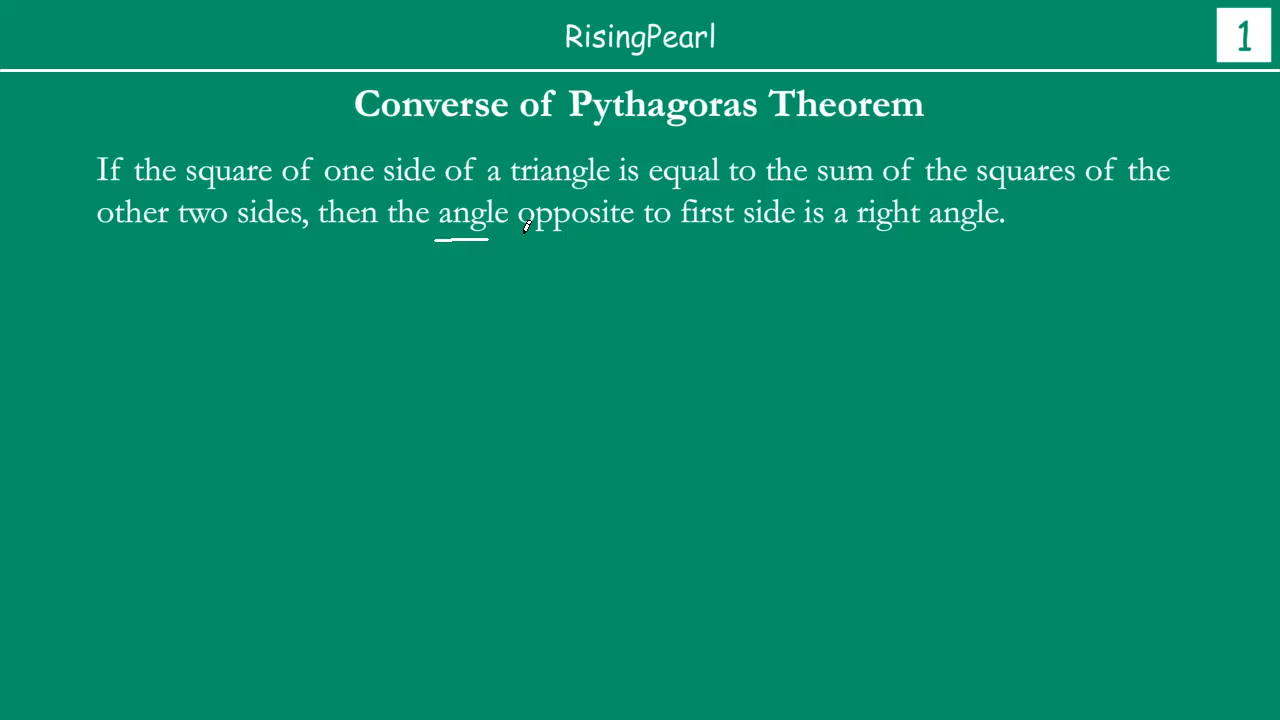 RisingPearl
1
Converse of Pythagoras Theorem
If the square of one side of a triangle is equal to the sum of the squares of the
other two sides, then the angle opposite to first side is a right angle.